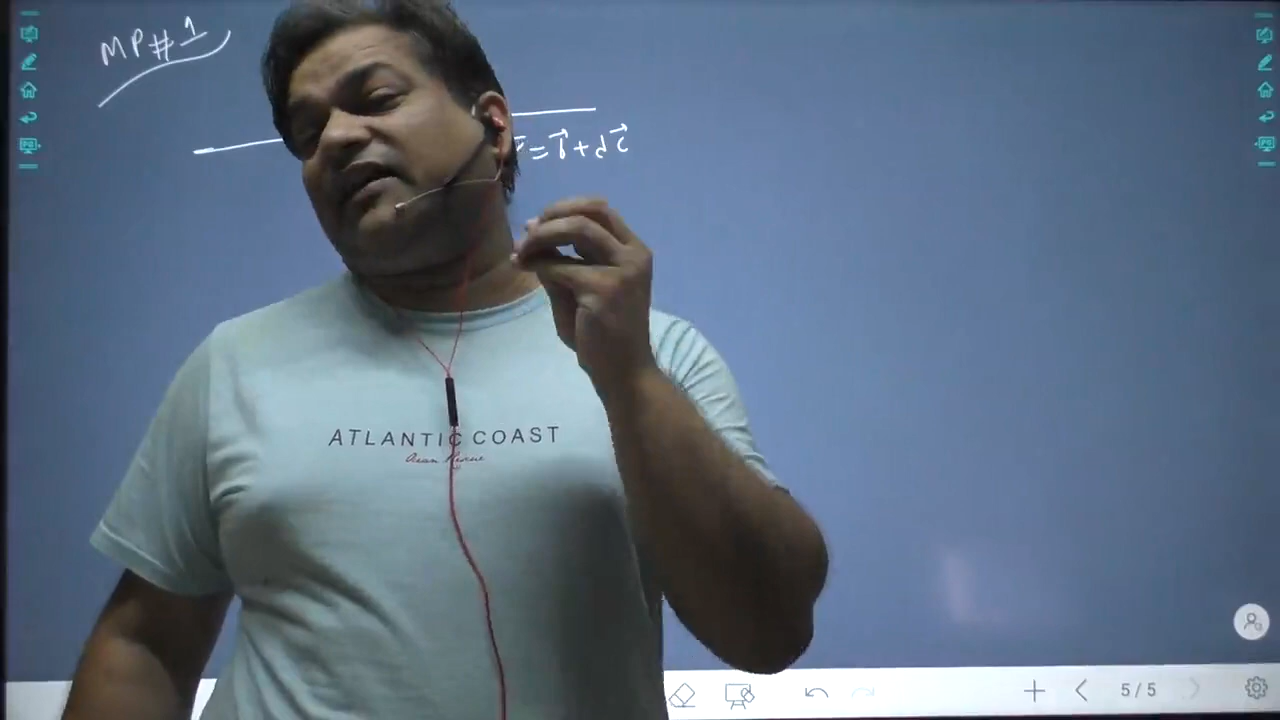 MP#1
= b⃗ + λc⃗
ATLANTIC COAST
5 / 5